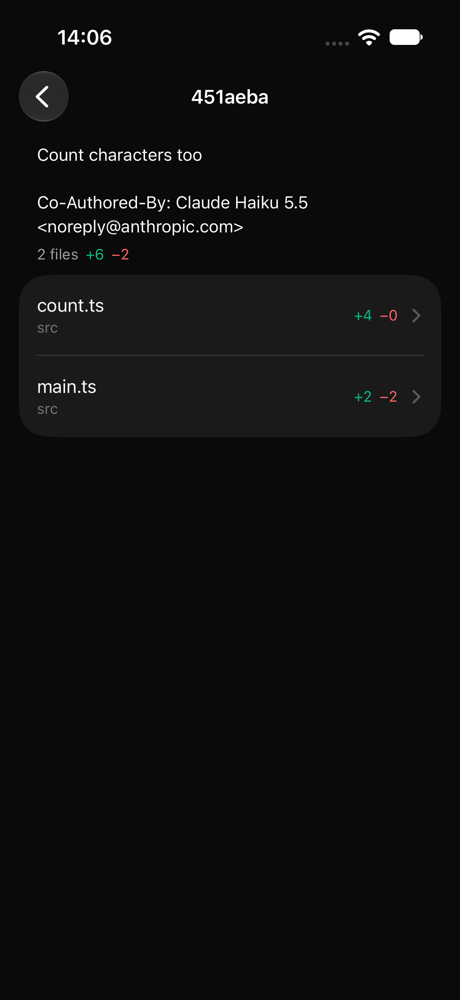 14:06
451aeba
Count characters too
Co-Authored-By: Claude Haiku 5.5
<noreply@anthropic.com>
2 files +6 −2
count.ts
+4 −0
src
main.ts
+2 −2
src